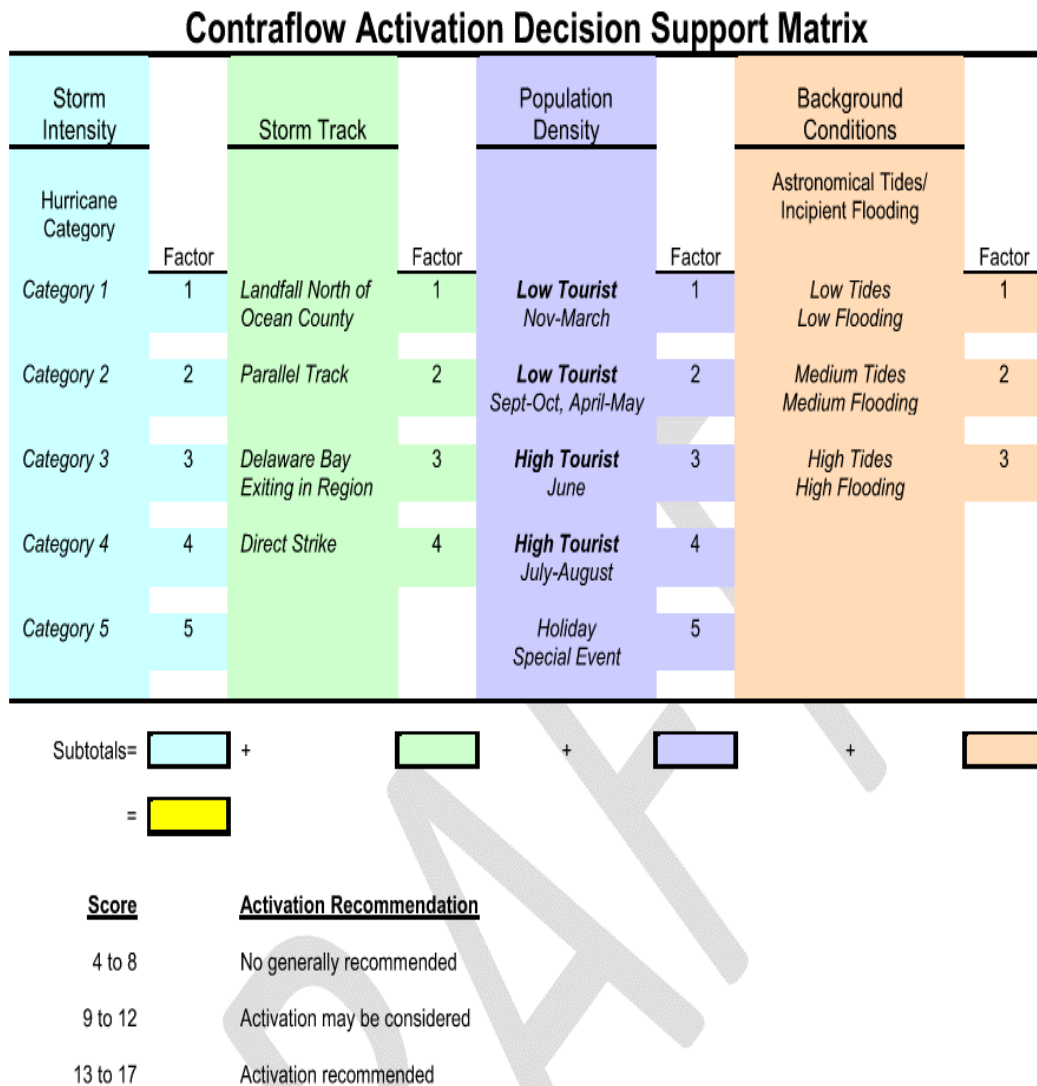 Contraflow Activation Decision Support Matrix
Storm
Intensity
Storm Track
Population
Density
Background
Conditions
Hurricane
Category
Astronomical Tides/
Incipient Flooding
Factor Factor Factor Factor
Category 1 1 Landfall North of 1 Low Tourist 1 Low Tides 1
Ocean County Nov-March Low Flooding
Category 2 2 Parallel Track 2 Low Tourist 2 Medium Tides 2
Sept-Oct, April-May Medium Flooding
Category 3 3 Delaware Bay 3 High Tourist 3 High Tides 3
Exiting in Region June High Flooding
Category 4 4 Direct Strike 4 High Tourist 4
July-August
Category 5 5 Holiday 5
Special Event
Subtotals= + + +
=
Score Activation Recommendation
4 to 8 No generally recommended
9 to 12 Activation may be considered
13 to 17 Activation recommended